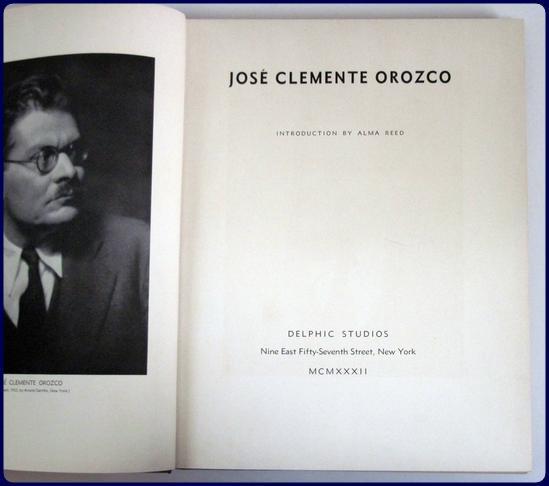 É CLEMENTE OROZCO
JOSÉ CLEMENTE OROZCO
INTRODUCTION BY ALMA REED
DELPHIC STUDIOS
Nine East Fifty-Seventh Street, New York
MCMXXXII